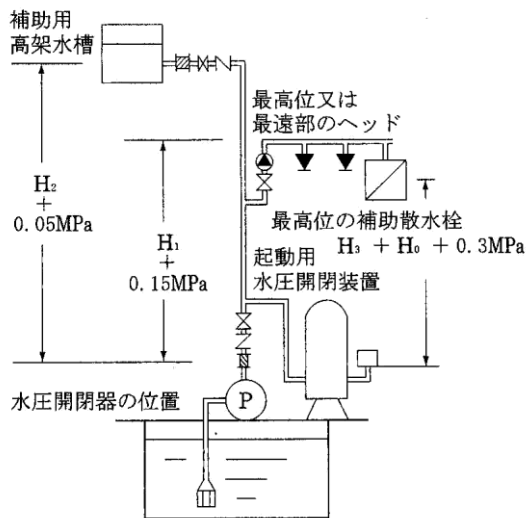 補助用
高架水槽
最高位又は
最遠部のヘッド
H₂
+
0.05MPa
H₁
+
0.15MPa
最高位の補助散水栓
H₃ + H₀ + 0.3MPa
起動用
水圧開閉装置
水圧開閉器の位置
P